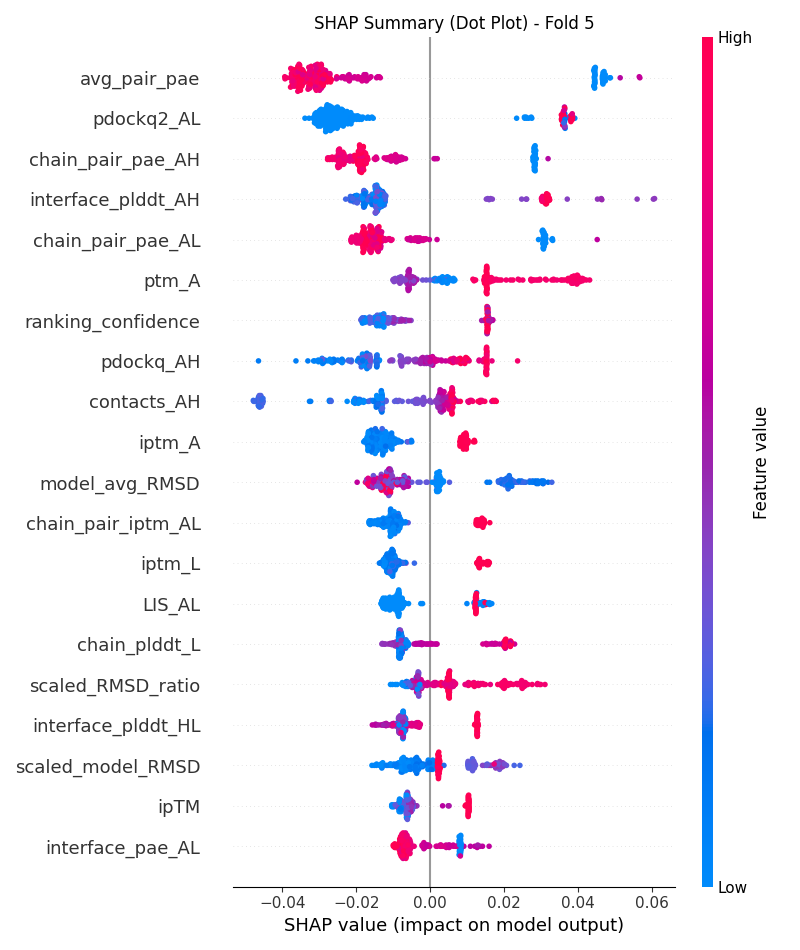 SHAP Summary (Dot Plot) - Fold 5
High
avg_pair_pae
pdockq2_AL
chain_pair_pae_AH
interface_plddt_AH
chain_pair_pae_AL
ptm_A
ranking_confidence
pdockq_AH
contacts_AH
iptm_A
model_avg_RMSD
chain_pair_iptm_AL
iptm_L
LIS_AL
chain_plddt_L
scaled_RMSD_ratio
interface_plddt_HL
scaled_model_RMSD
ipTM
interface_pae_AL
Feature value
Low
−0.04 −0.02 0.00 0.02 0.04 0.06
SHAP value (impact on model output)